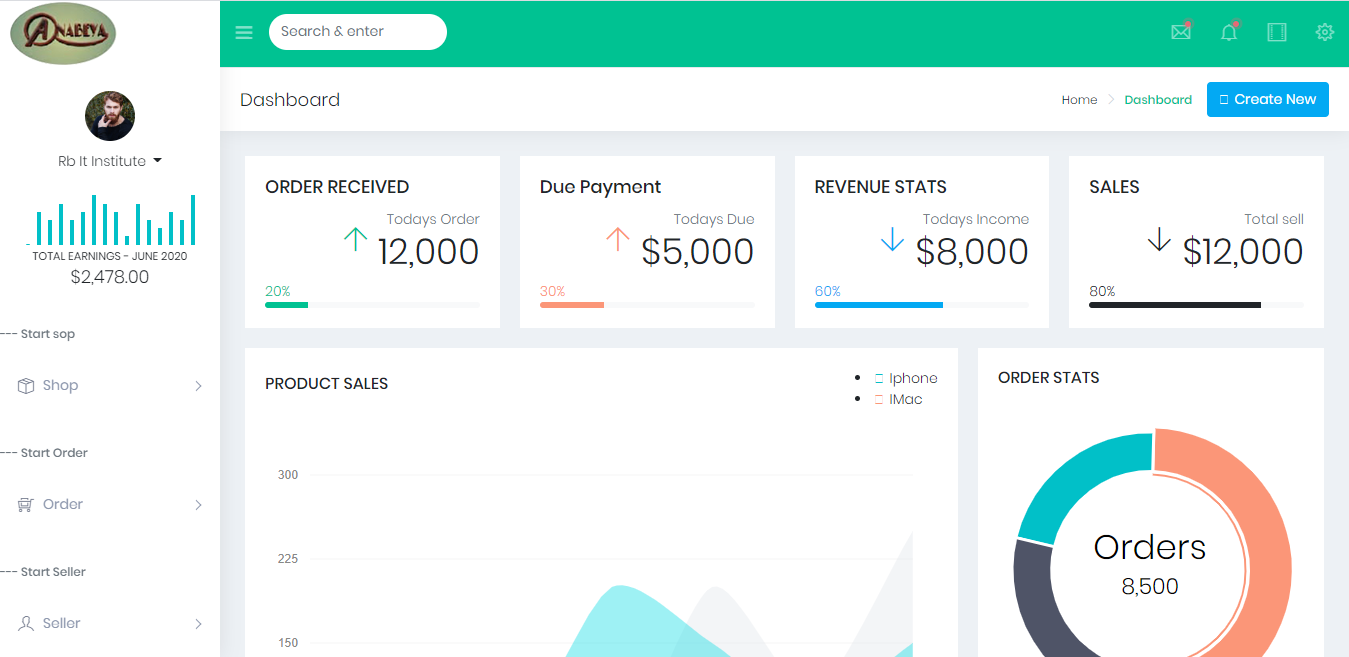 ANABEVA
Search & enter
Dashboard
Home
Dashboard
Create New
Rb It Institute
TOTAL EARNINGS - JUNE 2020
$2,478.00
--- Start sop
Shop
--- Start Order
Order
--- Start Seller
Seller
ORDER RECEIVED
Todays Order
12,000
20%
Due Payment
Todays Due
$5,000
30%
REVENUE STATS
Todays Income
$8,000
60%
SALES
Total sell
$12,000
80%
PRODUCT SALES
Iphone
IMac
300
225
150
ORDER STATS
Orders
8,500